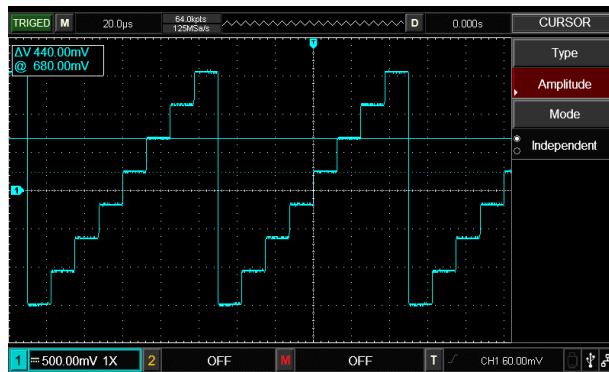 TRIGED M 20.0µs 64.0kpts 125MSa/s D 0.000s CURSOR
T
ΔV 440.00mV
@ 680.00mV
Type
Amplitude
Mode
Independent
1
1 500.00mV 1X 2 OFF M OFF T CH1 60.00mV